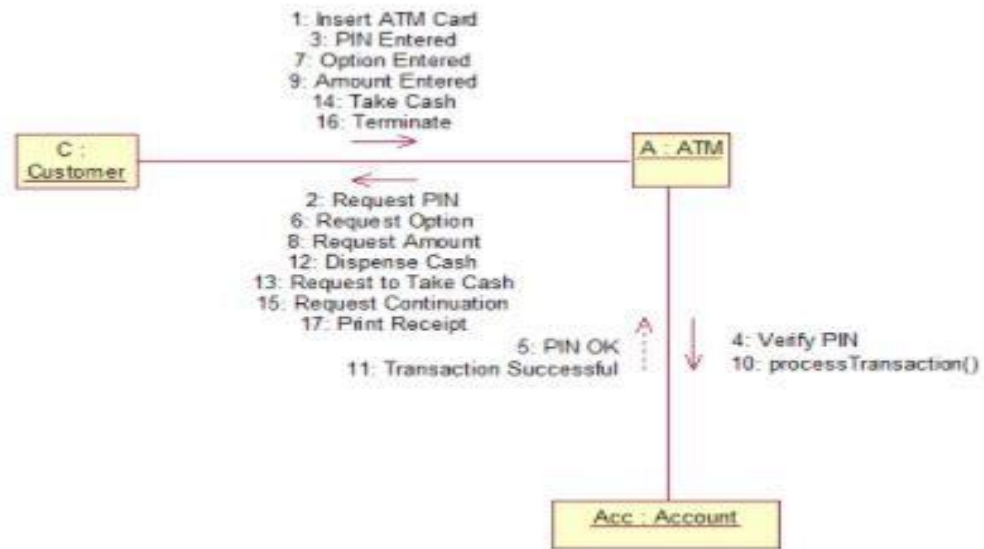 1: Insert ATM Card
3: PIN Entered
7: Option Entered
9: Amount Entered
14: Take Cash
16: Terminate
C :
Customer
A : ATM
2: Request PIN
6: Request Option
8: Request Amount
12: Dispense Cash
13: Request to Take Cash
15: Request Continuation
17: Print Receipt
5: PIN OK
11: Transaction Successful
4: Verify PIN
10: processTransaction()
Acc : Account